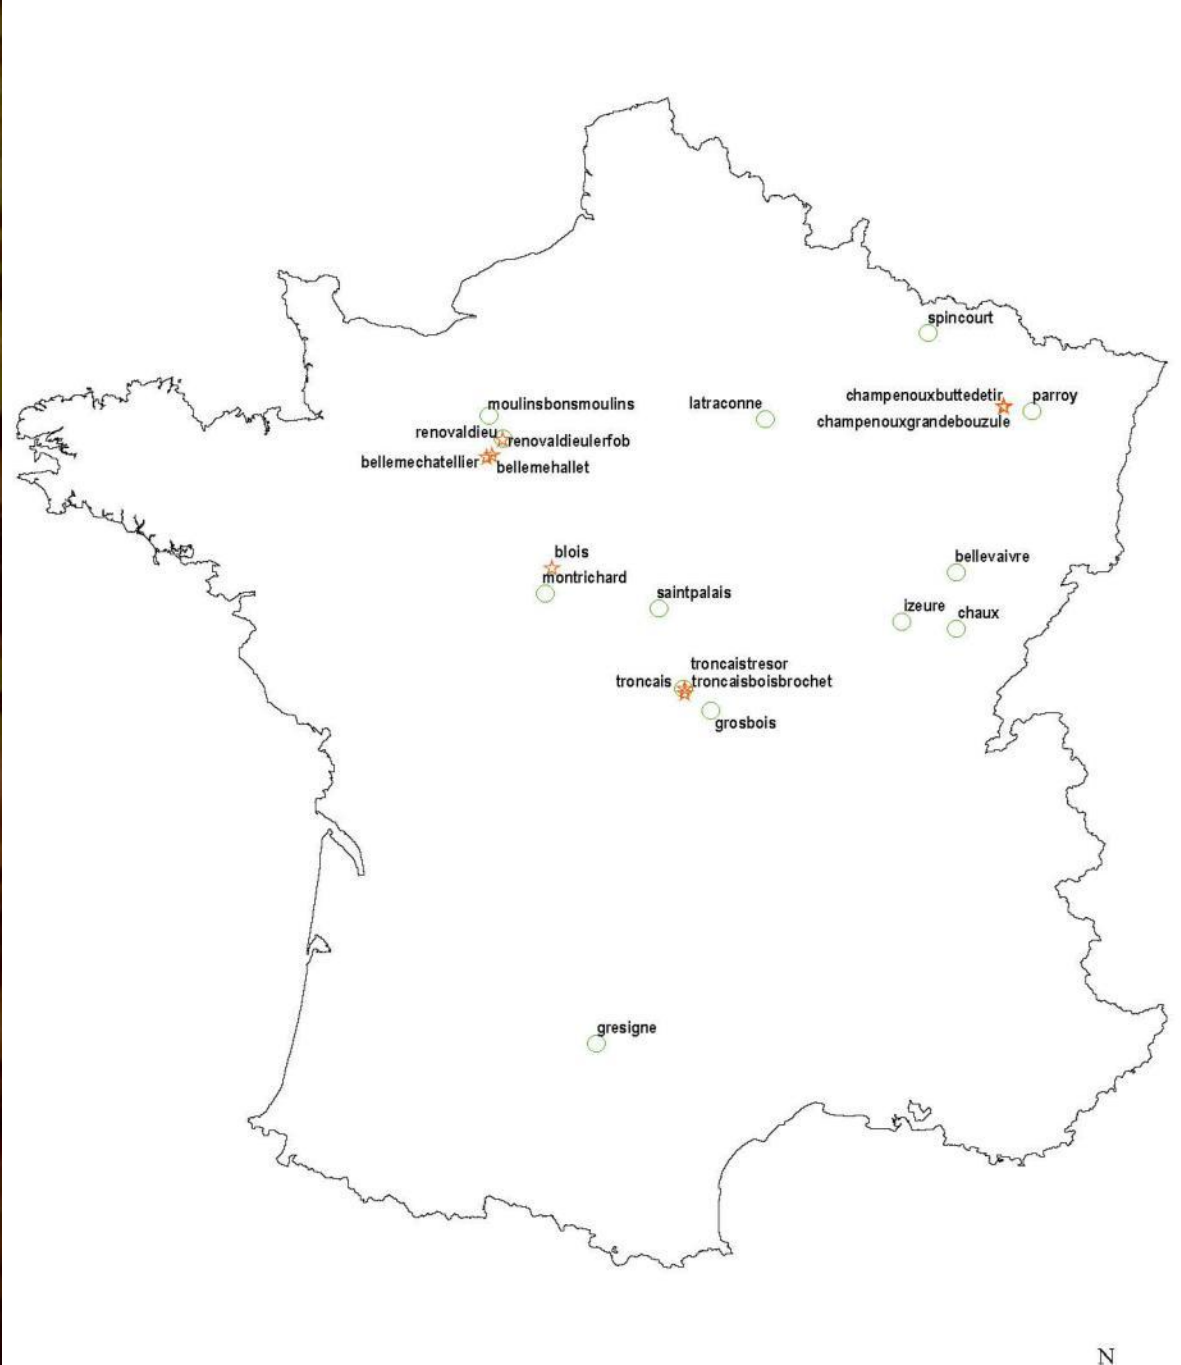 spincourt
champenouxbuttedetir
parroy
champenouxgrandebouzule
latraconne
moulinsbonsmoulins
renovaldieu
renovaldieulerfob
bellemechatellier
bellemehallet
blois
montrichard
saintpalais
bellevaivre
izeure
chaux
troncaistresor
troncais
troncaisboisbrochet
grosbois
gresigne
N